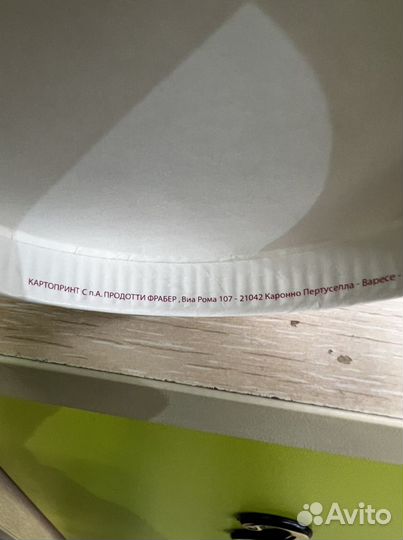 КАРТОПРИНТ С п.А. ПРОДОТТИ ФРАБЕР , Виа Рома 107 - 21042 Каронно Пертуселла - Варесе -
Avito